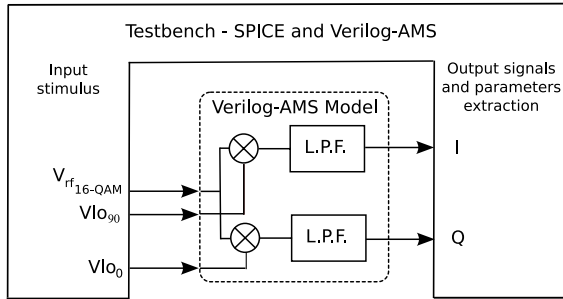 Testbench - SPICE and Verilog-AMS
Input
stimulus
Output signals
and parameters
extraction
Verilog-AMS Model
L.P.F.
I
Vrf16-QAM
Vlo90
L.P.F.
Q
Vlo0